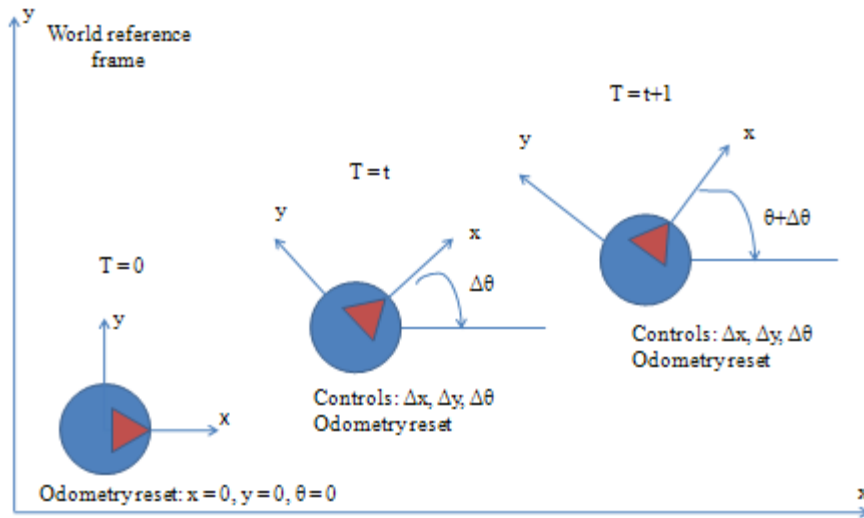 y
World reference
frame
T = t+1
y
x
T = t
θ+Δθ
y
x
T = 0
Δθ
y
Controls: Δx, Δy, Δθ
Odometry reset
x
Controls: Δx, Δy, Δθ
Odometry reset
Odometry reset: x = 0, y = 0, θ = 0
x